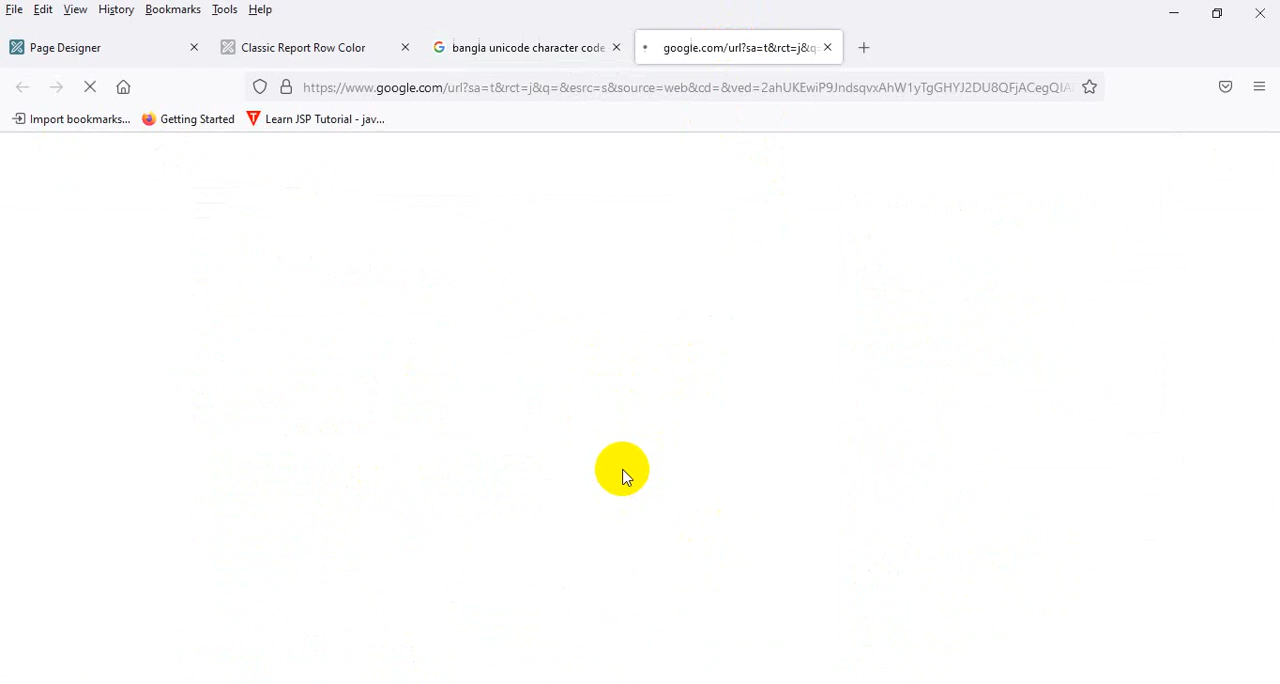 File Edit View History Bookmarks Tools Help
Page Designer Classic Report Row Color bangla unicode character code google.com/url?sa=t&rct=j&q=
https://www.google.com/url?sa=t&rct=j&q=&esrc=s&source=web&cd=&ved=2ahUKEwiP9JndsqvxAhW1yTgGHYJ2DU8QFjACegQIA
Import bookmarks... Getting Started Learn JSP Tutorial - jav...